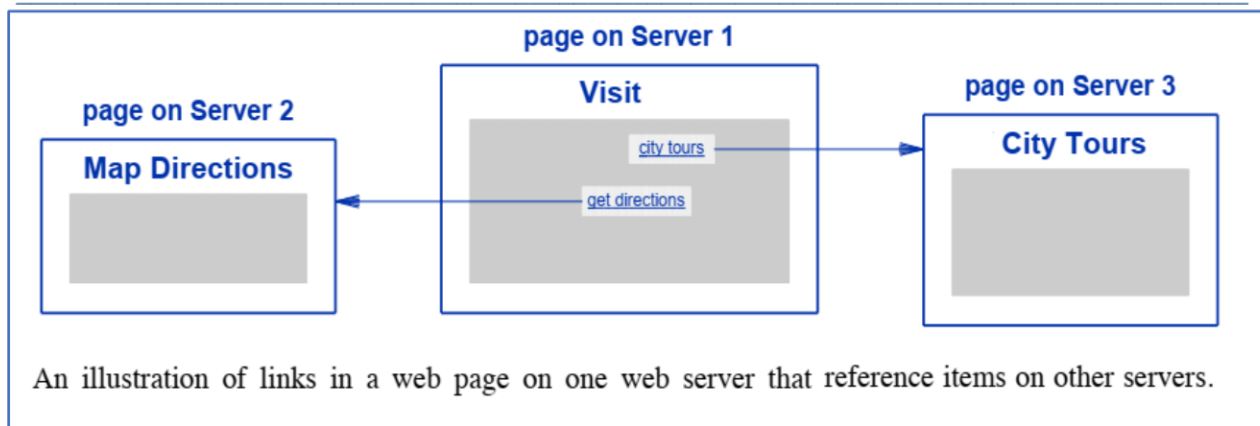 page on Server 1
Visit
page on Server 3
page on Server 2
City Tours
city tours
Map Directions
get directions
An illustration of links in a web page on one web server that reference items on other servers.